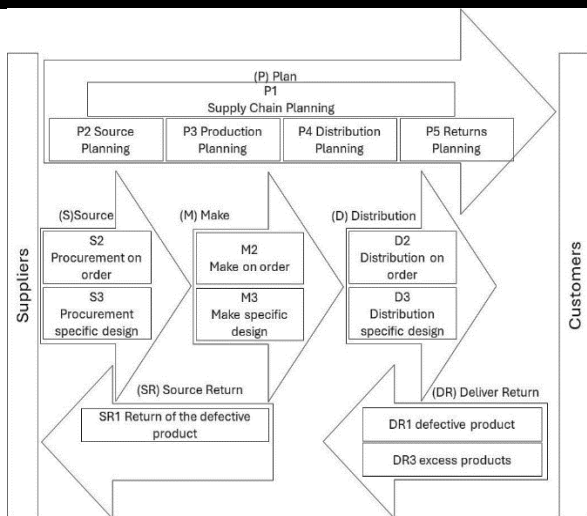 Suppliers
(P) Plan
P1
Supply Chain Planning
P2 Source
Planning
P3 Production
Planning
P4 Distribution
Planning
P5 Returns
Planning
(S)Source
S2
Procurement on
order
S3
Procurement
specific design
(M) Make
M2
Make on order
M3
Make specific
design
(D) Distribution
D2
Distribution on
order
D3
Distribution
specific design
(SR) Source Return
SR1 Return of the defective
product
(DR) Deliver Return
DR1 defective product
DR3 excess products
Customers